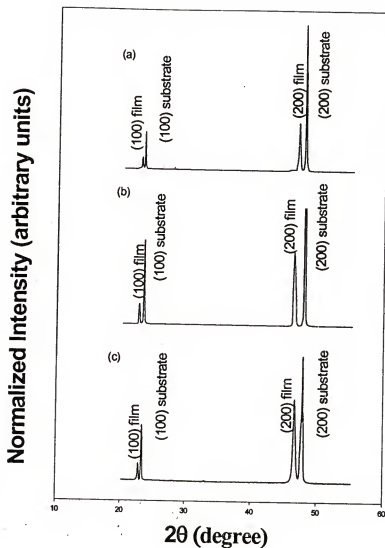 Normalized Intensity (arbitrary units)
(a)
(100) film
(100) substrate
(200) film
(200) substrate
(b)
(100) film
(100) substrate
(200) film
(200) substrate
(c)
(100) film
(100) substrate
(200) film
(200) substrate
10 20 30 40 50 60
2θ (degree)